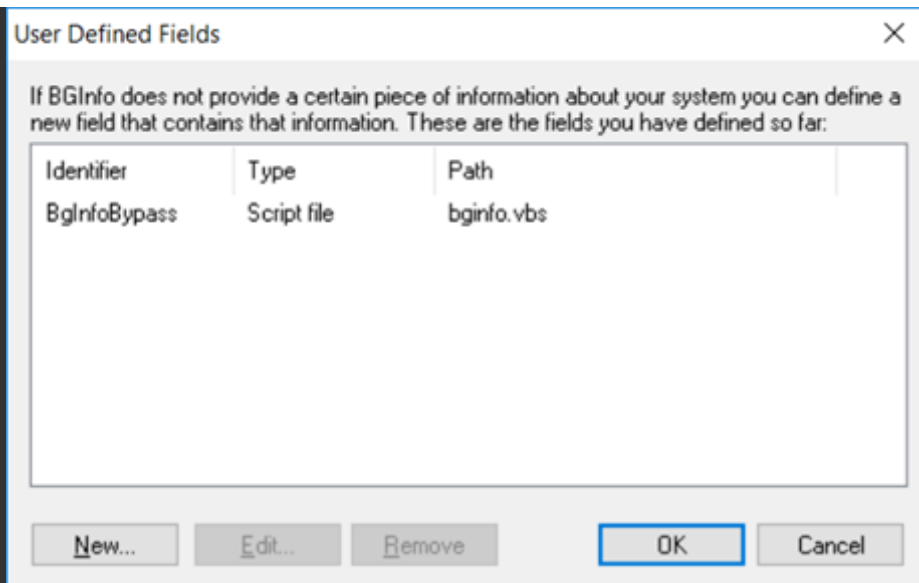 User Defined Fields
If BGInfo does not provide a certain piece of information about your system you can define a
new field that contains that information. These are the fields you have defined so far:
Identifier Type Path
BgInfoBypass Script file bginfo.vbs
New... Edit... Remove OK Cancel